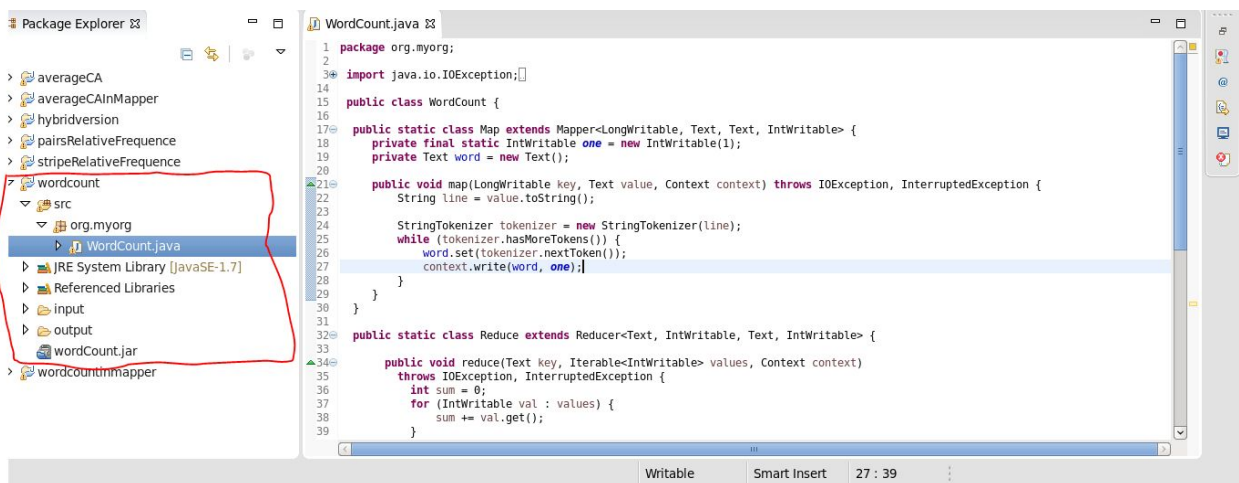 Package Explorer
averageCA
averageCAInMapper
hybridversion
pairsRelativeFrequence
stripeRelativeFrequence
wordcount
src
org.myorg
WordCount.java
JRE System Library [JavaSE-1.7]
Referenced Libraries
input
output
wordCount.jar
wordcountinmapper
WordCount.java
1 package org.myorg;
2
3 import java.io.IOException;
14
15 public class WordCount {
16
17 public static class Map extends Mapper<LongWritable, Text, Text, IntWritable> {
18 private final static IntWritable one = new IntWritable(1);
19 private Text word = new Text();
20
21 public void map(LongWritable key, Text value, Context context) throws IOException, InterruptedException {
22 String line = value.toString();
23
24 StringTokenizer tokenizer = new StringTokenizer(line);
25 while (tokenizer.hasMoreTokens()) {
26 word.set(tokenizer.nextToken());
27 context.write(word, one);
28 }
29 }
30 }
31
32 public static class Reduce extends Reducer<Text, IntWritable, Text, IntWritable> {
33
34 public void reduce(Text key, Iterable<IntWritable> values, Context context)
35 throws IOException, InterruptedException {
36 int sum = 0;
37 for (IntWritable val : values) {
38 sum += val.get();
39 }
Writable Smart Insert 27 : 39